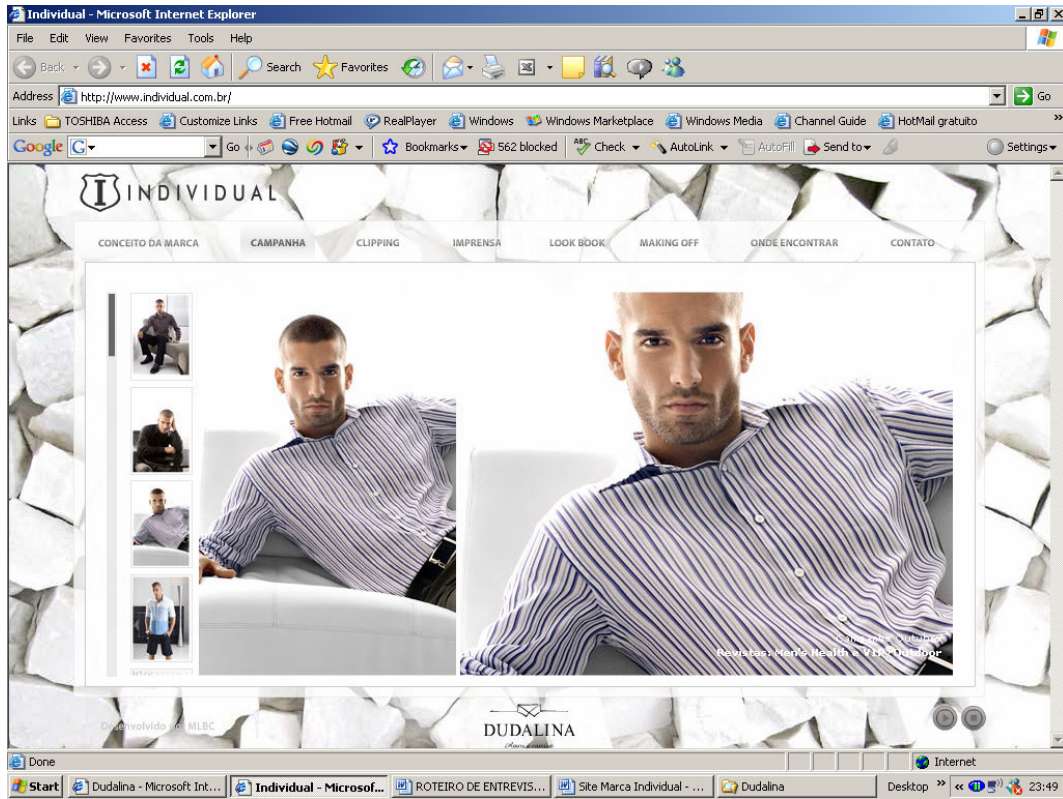 Individual - Microsoft Internet Explorer
File Edit View Favorites Tools Help
Back Search Favorites
Address http://www.individual.com.br/ Go
Links TOSHIBA Access Customize Links Free Hotmail RealPlayer Windows Windows Marketplace Windows Media Channel Guide HotMail gratuito »
Google G Go Bookmarks 562 blocked ABC Check AutoLink AutoFill Send to Settings
I INDIVIDUAL
CONCEITO DA MARCA CAMPANHA CLIPPING IMPRENSA LOOK BOOK MAKING OFF ONDE ENCONTRAR CONTATO
Campanha Outubro
Revistas: Men's Health e VIP/Outdoor
Desenvolvido por MLBC
DUDALINA
Done Internet
Start Dudalina - Microsoft Int... Individual - Microsof... ROTEIRO DE ENTREVIS... Site Marca Individual - ... Dudalina Desktop » « 23:49